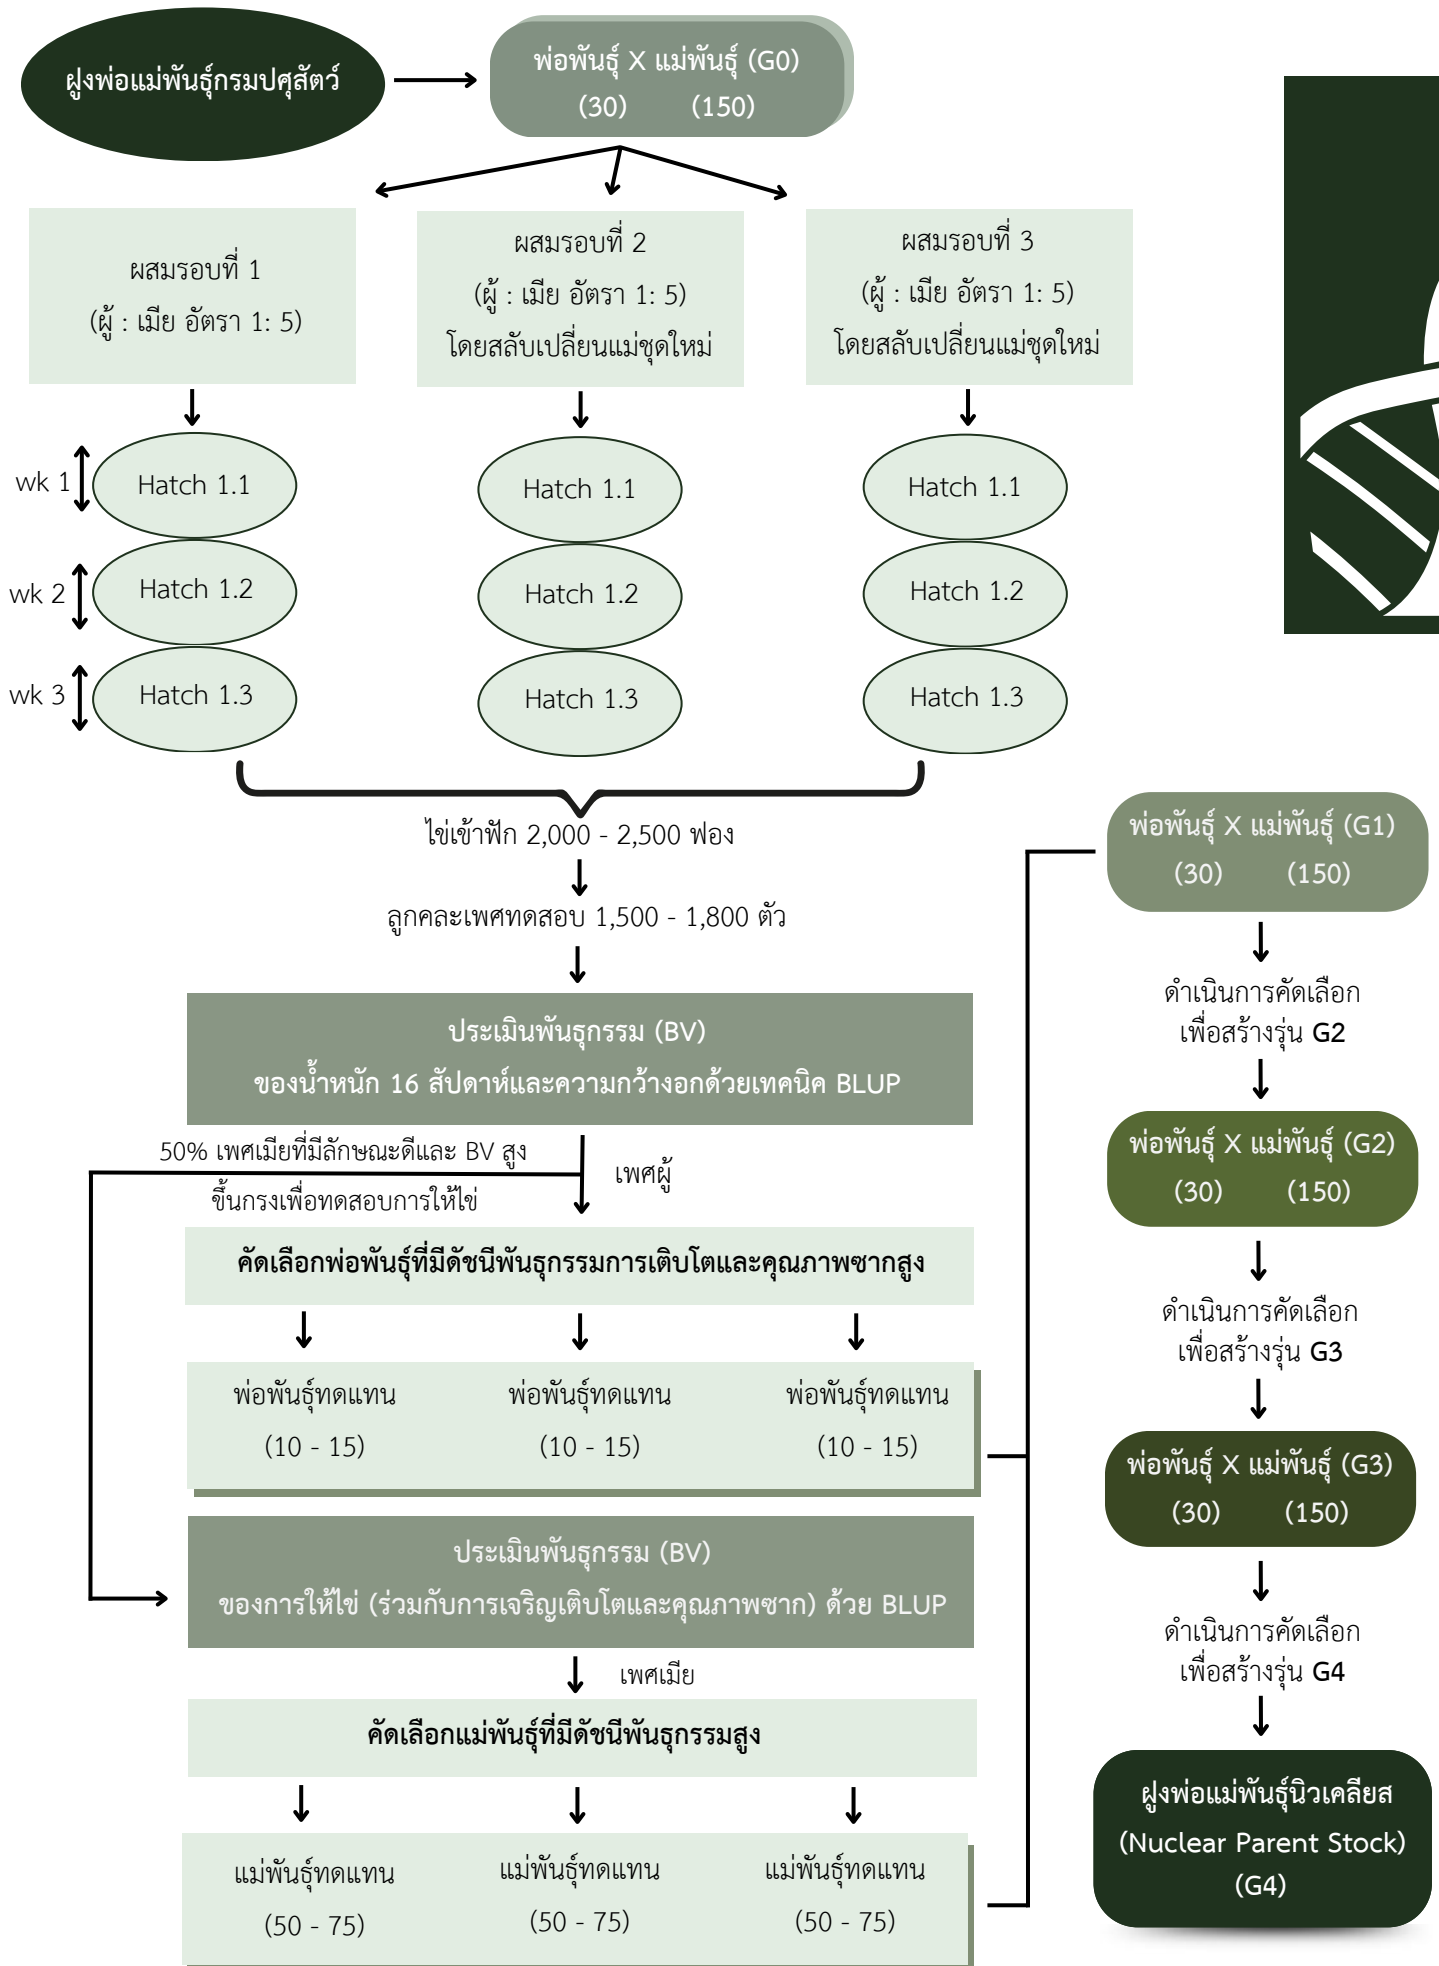 ฝูงพ่อแม่พันธุ์กรมปศุสัตว์
พ่อพันธุ์ X แม่พันธุ์ (G0)
(30) (150)
ผสมรอบที่ 1
(ผู้ : เมีย อัตรา 1: 5)
ผสมรอบที่ 2
(ผู้ : เมีย อัตรา 1: 5)
โดยสลับเปลี่ยนแม่ชุดใหม่
ผสมรอบที่ 3
(ผู้ : เมีย อัตรา 1: 5)
โดยสลับเปลี่ยนแม่ชุดใหม่
wk 1
Hatch 1.1
Hatch 1.1
Hatch 1.1
wk 2
Hatch 1.2
Hatch 1.2
Hatch 1.2
wk 3
Hatch 1.3
Hatch 1.3
Hatch 1.3
ไข่เข้าฟัก 2,000 - 2,500 ฟอง
ลูกคละเพศทดสอบ 1,500 - 1,800 ตัว
ประเมินพันธุกรรม (BV)
ของน้ำหนัก 16 สัปดาห์และความกว้างอกด้วยเทคนิค BLUP
50% เพศเมียที่มีลักษณะดีและ BV สูง
ขึ้นกรงเพื่อทดสอบการให้ไข่
เพศผู้
คัดเลือกพ่อพันธุ์ที่มีดัชนีพันธุกรรมการเติบโตและคุณภาพซากสูง
พ่อพันธุ์ทดแทน
(10 - 15)
พ่อพันธุ์ทดแทน
(10 - 15)
พ่อพันธุ์ทดแทน
(10 - 15)
ประเมินพันธุกรรม (BV)
ของการให้ไข่ (ร่วมกับการเจริญเติบโตและคุณภาพซาก) ด้วย BLUP
เพศเมีย
คัดเลือกแม่พันธุ์ที่มีดัชนีพันธุกรรมสูง
แม่พันธุ์ทดแทน
(50 - 75)
แม่พันธุ์ทดแทน
(50 - 75)
แม่พันธุ์ทดแทน
(50 - 75)
พ่อพันธุ์ X แม่พันธุ์ (G1)
(30) (150)
ดำเนินการคัดเลือก
เพื่อสร้างรุ่น G2
พ่อพันธุ์ X แม่พันธุ์ (G2)
(30) (150)
ดำเนินการคัดเลือก
เพื่อสร้างรุ่น G3
พ่อพันธุ์ X แม่พันธุ์ (G3)
(30) (150)
ดำเนินการคัดเลือก
เพื่อสร้างรุ่น G4
ฝูงพ่อแม่พันธุ์นิวเคลียส
(Nuclear Parent Stock)
(G4)